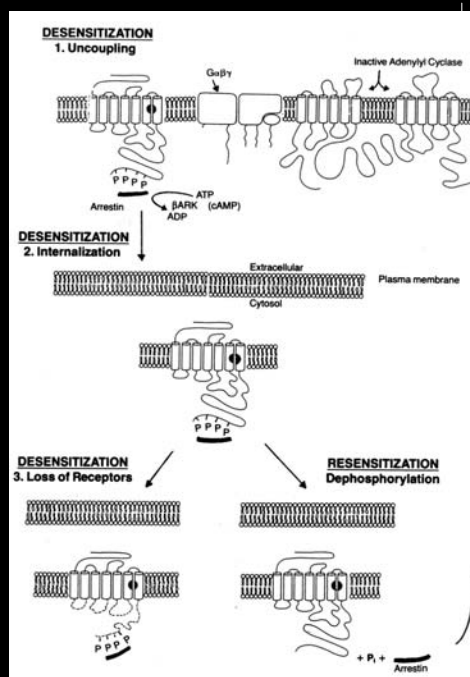 DESENSITIZATION
1. Uncoupling
Gαβγ
Inactive Adenylyl Cyclase
P P P P
Arrestin
ATP
βARK (cAMP)
ADP
DESENSITIZATION
2. Internalization
Extracellular
Plasma membrane
Cytosol
P P P P
DESENSITIZATION
3. Loss of Receptors
RESENSITIZATION
Dephosphorylation
P P P P
+ Pi + Arrestin